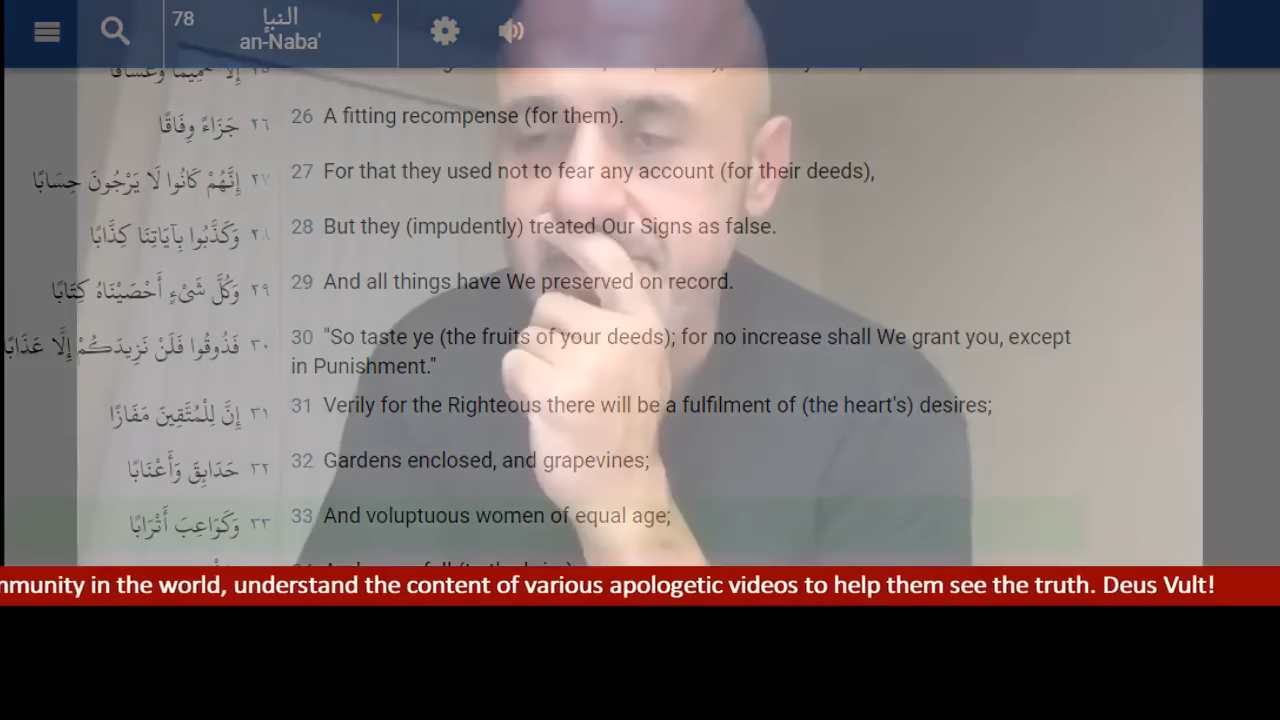 78
النبإ
an-Naba'
٢٦ جَزَاءً وِفَاقًا
26 A fitting recompense (for them).
٢٧ إِنَّهُمْ كَانُوا لَا يَرْجُونَ حِسَابًا
27 For that they used not to fear any account (for their deeds),
٢٨ وَكَذَّبُوا بِآيَاتِنَا كِذَّابًا
28 But they (impudently) treated Our Signs as false.
٢٩ وَكُلَّ شَيْءٍ أَحْصَيْنَاهُ كِتَابًا
29 And all things have We preserved on record.
٣٠ فَذُوقُوا فَلَنْ نَزِيدَكُمْ إِلَّا عَذَابًا
30 "So taste ye (the fruits of your deeds); for no increase shall We grant you, except
in Punishment."
٣١ إِنَّ لِلْمُتَّقِينَ مَفَازًا
31 Verily for the Righteous there will be a fulfilment of (the heart's) desires;
٣٢ حَدَائِقَ وَأَعْنَابًا
32 Gardens enclosed, and grapevines;
٣٣ وَكَوَاعِبَ أَتْرَابًا
33 And voluptuous women of equal age;
mmunity in the world, understand the content of various apologetic videos to help them see the truth. Deus Vult!